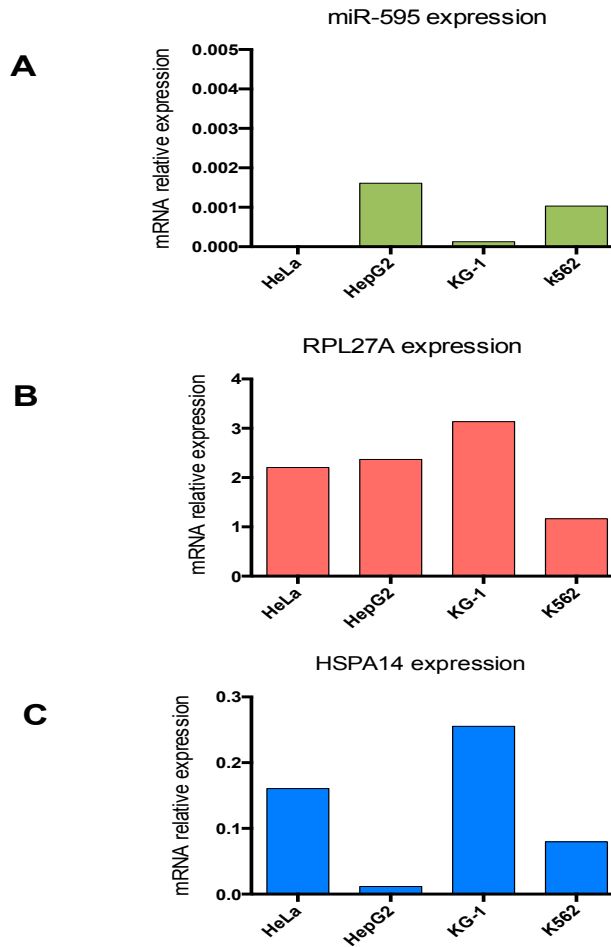 miR-595 expression
A
mRNA relative expression
0.005
0.004
0.003
0.002
0.001
0.000
HeLa
HepG2
KG-1
k562
RPL27A expression
B
mRNA relative expression
4
3
2
1
0
HeLa
HepG2
KG-1
K562
HSPA14 expression
C
mRNA relative expression
0.3
0.2
0.1
0.0
HeLa
HepG2
KG-1
K562